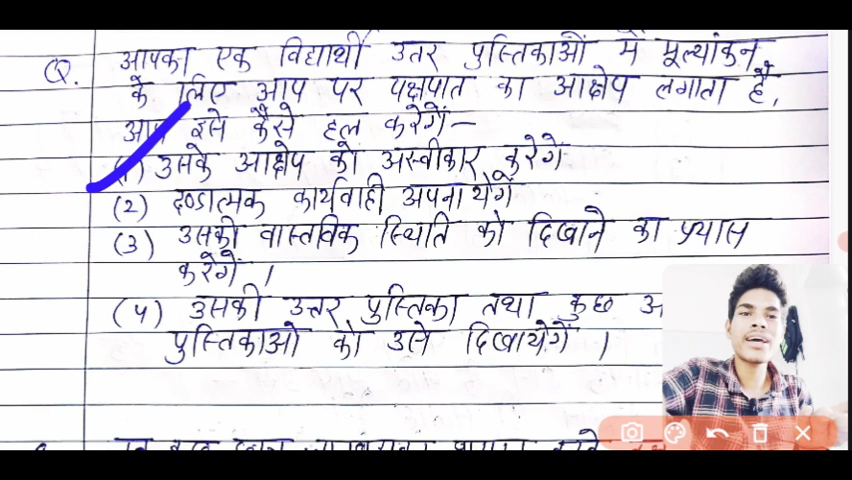 Q. आपका एक विद्यार्थी उत्तर पुस्तिकाओं में मूल्यांकन
के लिए आप पर पक्षपात का आक्षेप लगाता है,
आप इसे कैसे हल करेगें-
(1) उसके आक्षेप को अस्वीकार करेगे
(2) दण्डात्मक कार्यवाही अपनायेगें
(3) उसकी वास्तविक स्थिति को दिखाने का प्रयास
करेगें ।
(4) उसकी उत्तर पुस्तिका तथा कुछ
पुस्तिकाओ को उसे दिखायेगें ।